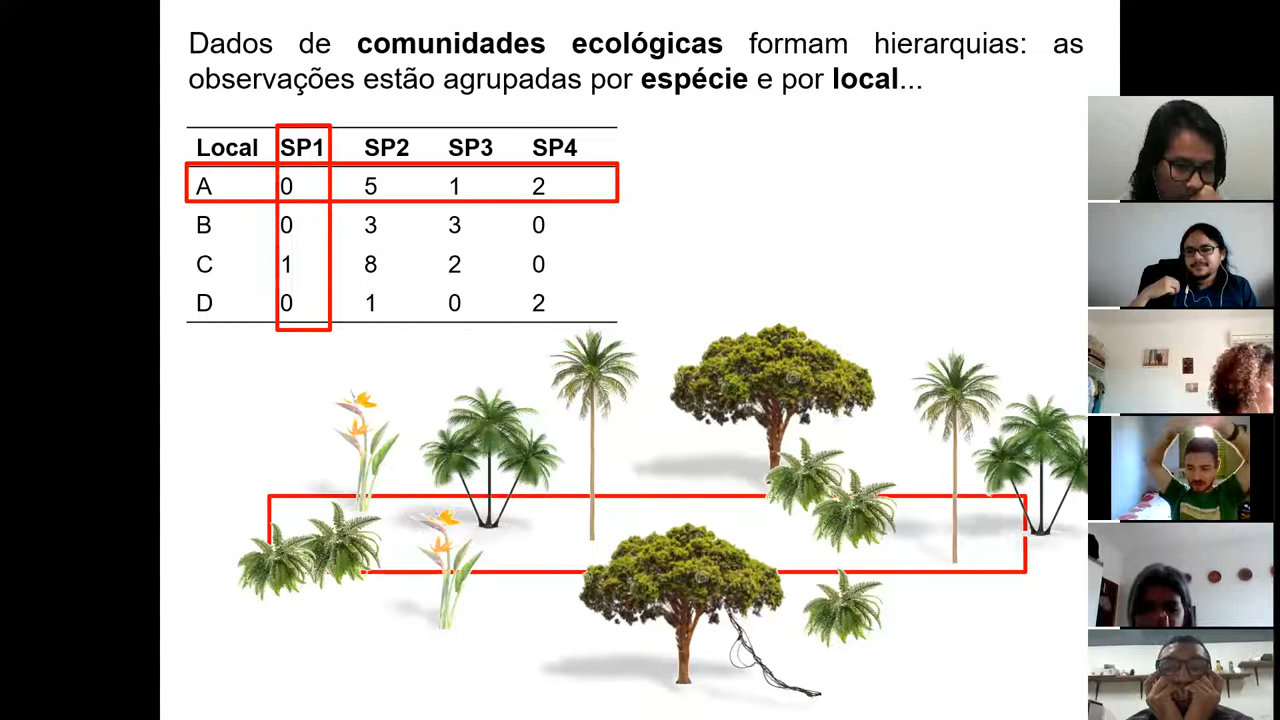 Dados de comunidades ecológicas formam hierarquias: as
observações estão agrupadas por espécie e por local...
Local SP1 SP2 SP3 SP4
A 0 5 1 2
B 0 3 3 0
C 1 8 2 0
D 0 1 0 2